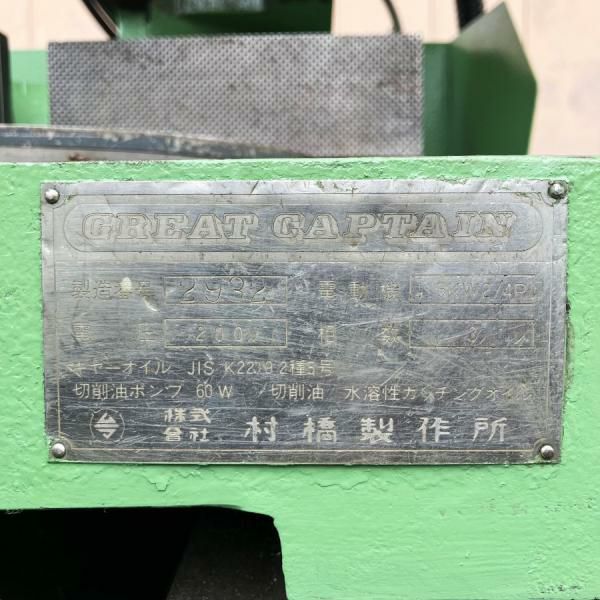 GREAT CAPTAIN
製造番号 2932 電動機
電圧 200V 相数 3
ギヤーオイル JIS K2219 2種5号
切削油ポンプ 60W 切削油 水溶性カッチングオイル
株式會社 村橋製作所